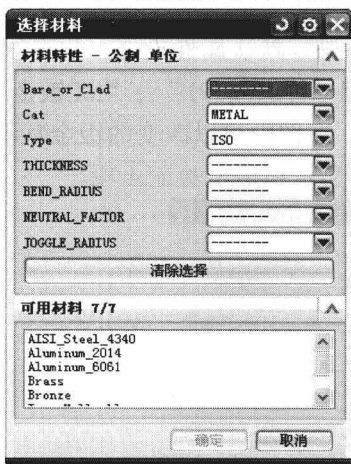 选择材料
材料特性 - 公制 单位
Bare_or_Clad --------
Cat METAL
Type ISO
THICKNESS --------
BEND_RADIUS --------
NEUTRAL_FACTOR --------
JOGGLE_RADIUS --------
清除选择
可用材料 7/7
AISI_Steel_4340
Aluminum_2014
Aluminum_6061
Brass
Bronze
确定 取消